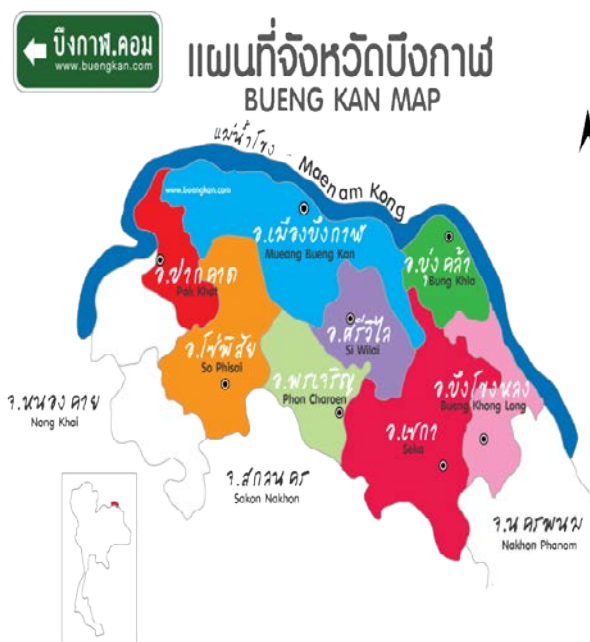 บึงกาฬ.คอม
www.buengkan.com
แผนที่จังหวัดบึงกาฬ
BUENG KAN MAP
แม่น้ำโขง - Maenam Kong
www.buengkan.com
อ.เมืองบึงกาฬ
Mueang Bueng Kan
อ.บุ่งคล้า
Bung Khla
อ.ปากคาด
Pak Khat
อ.ศรีวิไล
Si Wilai
อ.โซ่พิสัย
So Phisai
อ.พรเจริญ
Phon Charoen
อ.บึงโขงหลง
Bueng Khong Long
จ.หนองคาย
Nong Khai
อ.เซกา
Seka
จ.สกลนคร
Sakon Nakhon
จ.นครพนม
Nakhon Phanom